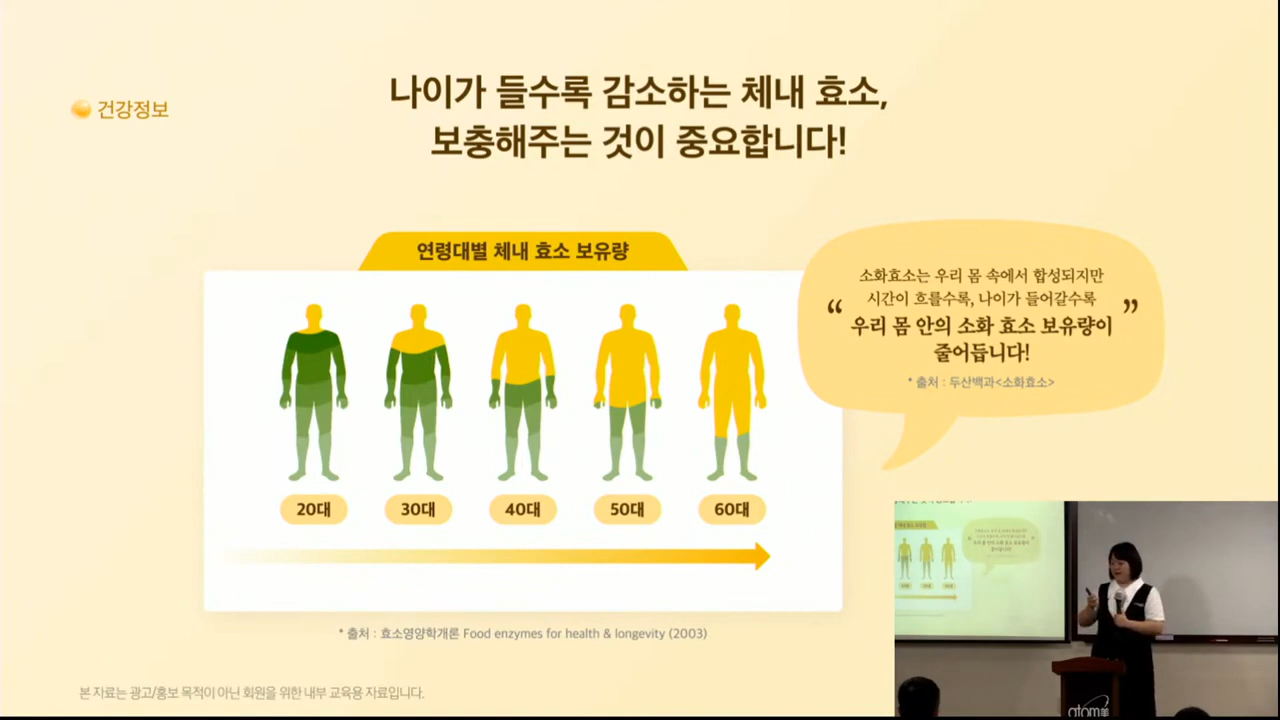 건강정보
나이가 들수록 감소하는 체내 효소,
보충해주는 것이 중요합니다!
연령대별 체내 효소 보유량
“ 소화효소는 우리 몸 속에서 합성되지만
시간이 흐를수록, 나이가 들어갈수록
우리 몸 안의 소화 효소 보유량이
줄어듭니다! ”
* 출처 : 두산백과<소화효소>
20대 30대 40대 50대 60대
* 출처 : 효소영양학개론 Food enzymes for health & longevity (2003)
본 자료는 광고/홍보 목적이 아닌 회원을 위한 내부 교육용 자료입니다.
atom美